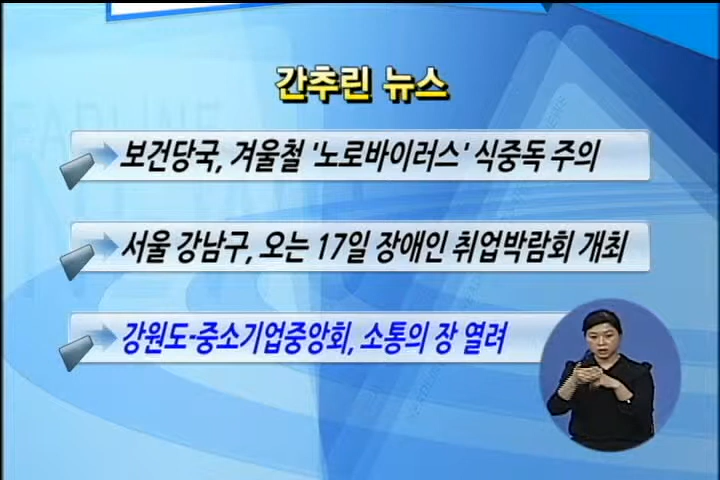 간추린 뉴스
보건당국, 겨울철 '노로바이러스' 식중독 주의
서울 강남구, 오는 17일 장애인 취업박람회 개최
강원도-중소기업중앙회, 소통의 장 열려